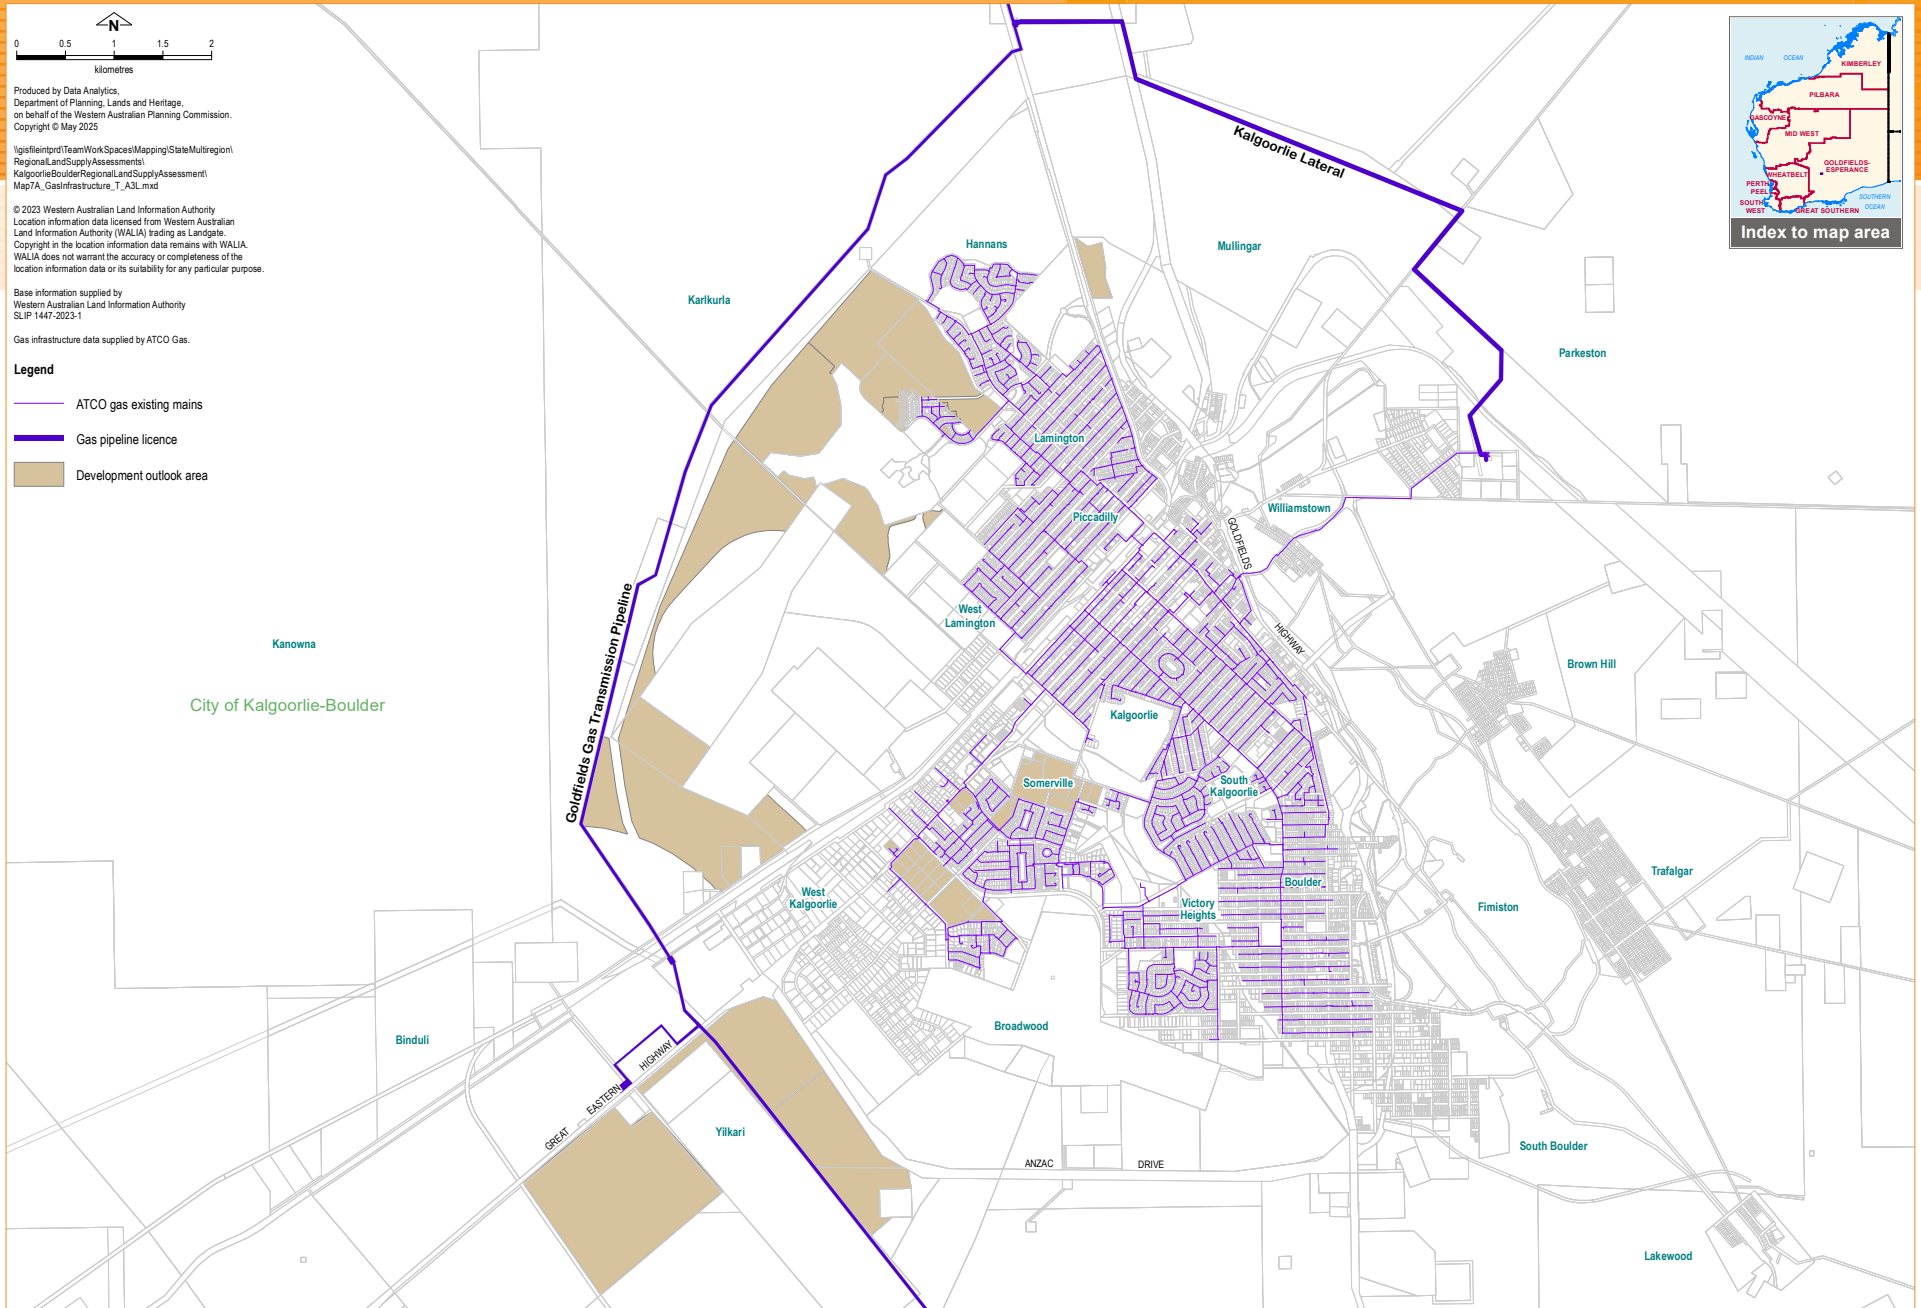 N
0 0.5 1 1.5 2
kilometres
Produced by Data Analytics,
Department of Planning, Lands and Heritage,
on behalf of the Western Australian Planning Commission.
Copyright © May 2025
\\gisfileintprd\TeamWorkSpaces\Mapping\StateMultiregion\
RegionalLandSupplyAssessments\
KalgoorlieBoulderRegionalLandSupplyAssessment\
Map7A_GasInfrastructure_T_A3L.mxd
© 2023 Western Australian Land Information Authority
Location information data licensed from Western Australian
Land Information Authority (WALIA) trading as Landgate.
Copyright in the location information data remains with WALIA.
WALIA does not warrant the accuracy or completeness of the
location information data or its suitability for any particular purpose.
Base information supplied by
Western Australian Land Information Authority
SLIP 1447-2023-1
Gas infrastructure data supplied by ATCO Gas.
Legend
ATCO gas existing mains
Gas pipeline licence
Development outlook area
INDIAN OCEAN
KIMBERLEY
PILBARA
GASCOYNE
MID WEST
GOLDFIELDS-
ESPERANCE
WHEATBELT
PERTH
PEEL
SOUTH
WEST
GREAT SOUTHERN
SOUTHERN
OCEAN
Index to map area
Kalgoorlie Lateral
Hannans
Mullingar
Karlkurla
Parkeston
Lamington
Piccadilly
Williamstown
GOLDFIELDS
HIGHWAY
West
Lamington
Goldfields Gas Transmission Pipeline
Kanowna
City of Kalgoorlie-Boulder
Brown Hill
Kalgoorlie
Somerville
South
Kalgoorlie
Trafalgar
Boulder
West
Kalgoorlie
Victory
Heights
Fimiston
Broadwood
Binduli
GREAT
EASTERN
HIGHWAY
Yilkari
ANZAC
DRIVE
South Boulder
Lakewood